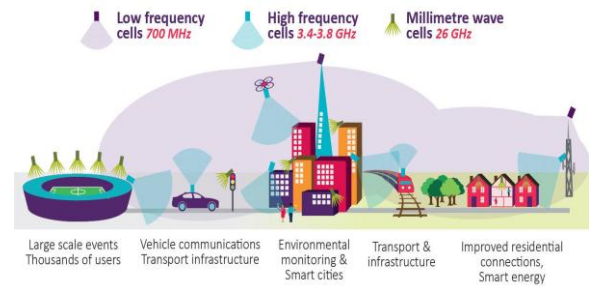 Low frequency
cells 700 MHz
High frequency
cells 3.4-3.8 GHz
Millimetre wave
cells 26 GHz
Large scale events
Thousands of users
Vehicle communications
Transport infrastructure
Environmental
monitoring &
Smart cities
Transport &
infrastructure
Improved residential
connections,
Smart energy